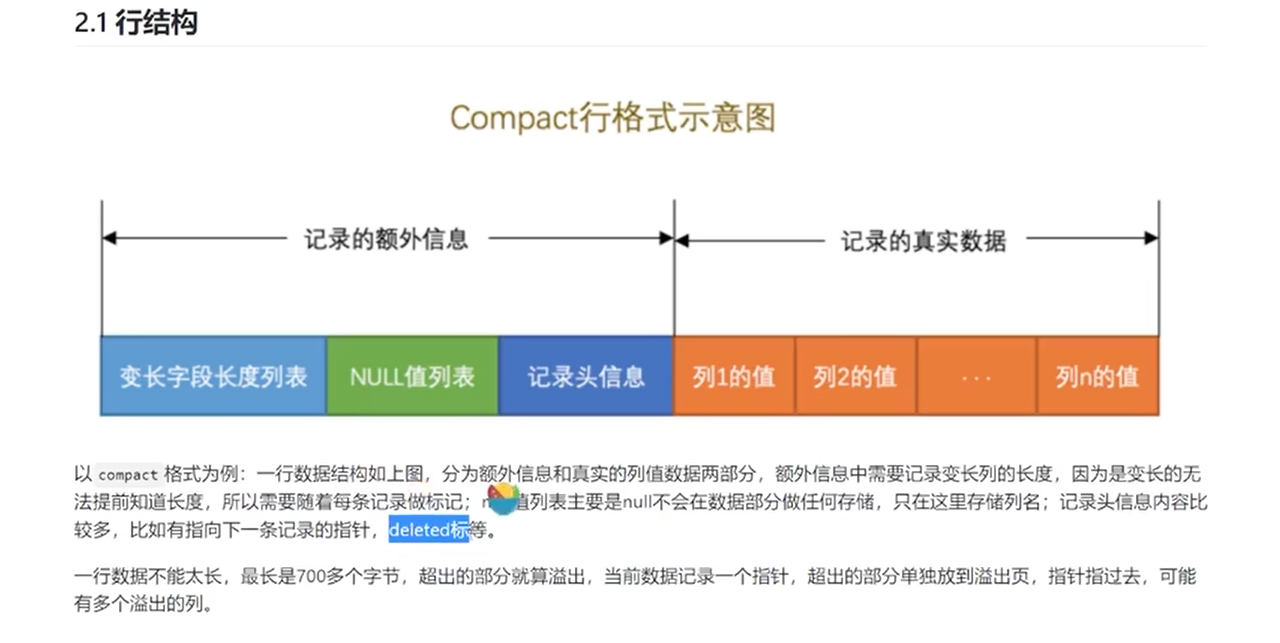 2.1 行结构
Compact行格式示意图
记录的额外信息 记录的真实数据
变长字段长度列表 NULL值列表 记录头信息 列1的值 列2的值 ··· 列n的值
以 compact 格式为例：一行数据结构如上图，分为额外信息和真实的列值数据两部分，额外信息中需要记录变长列的长度，因为是变长的无
法提前知道长度，所以需要随着每条记录做标记；值列表主要是null不会在数据部分做任何存储，只在这里存储列名；记录头信息内容比
较多，比如有指向下一条记录的指针，deleted标等。
一行数据不能太长，最长是700多个字节，超出的部分就算溢出，当前数据记录一个指针，超出的部分单独放到溢出页，指针指过去，可能
有多个溢出的列。